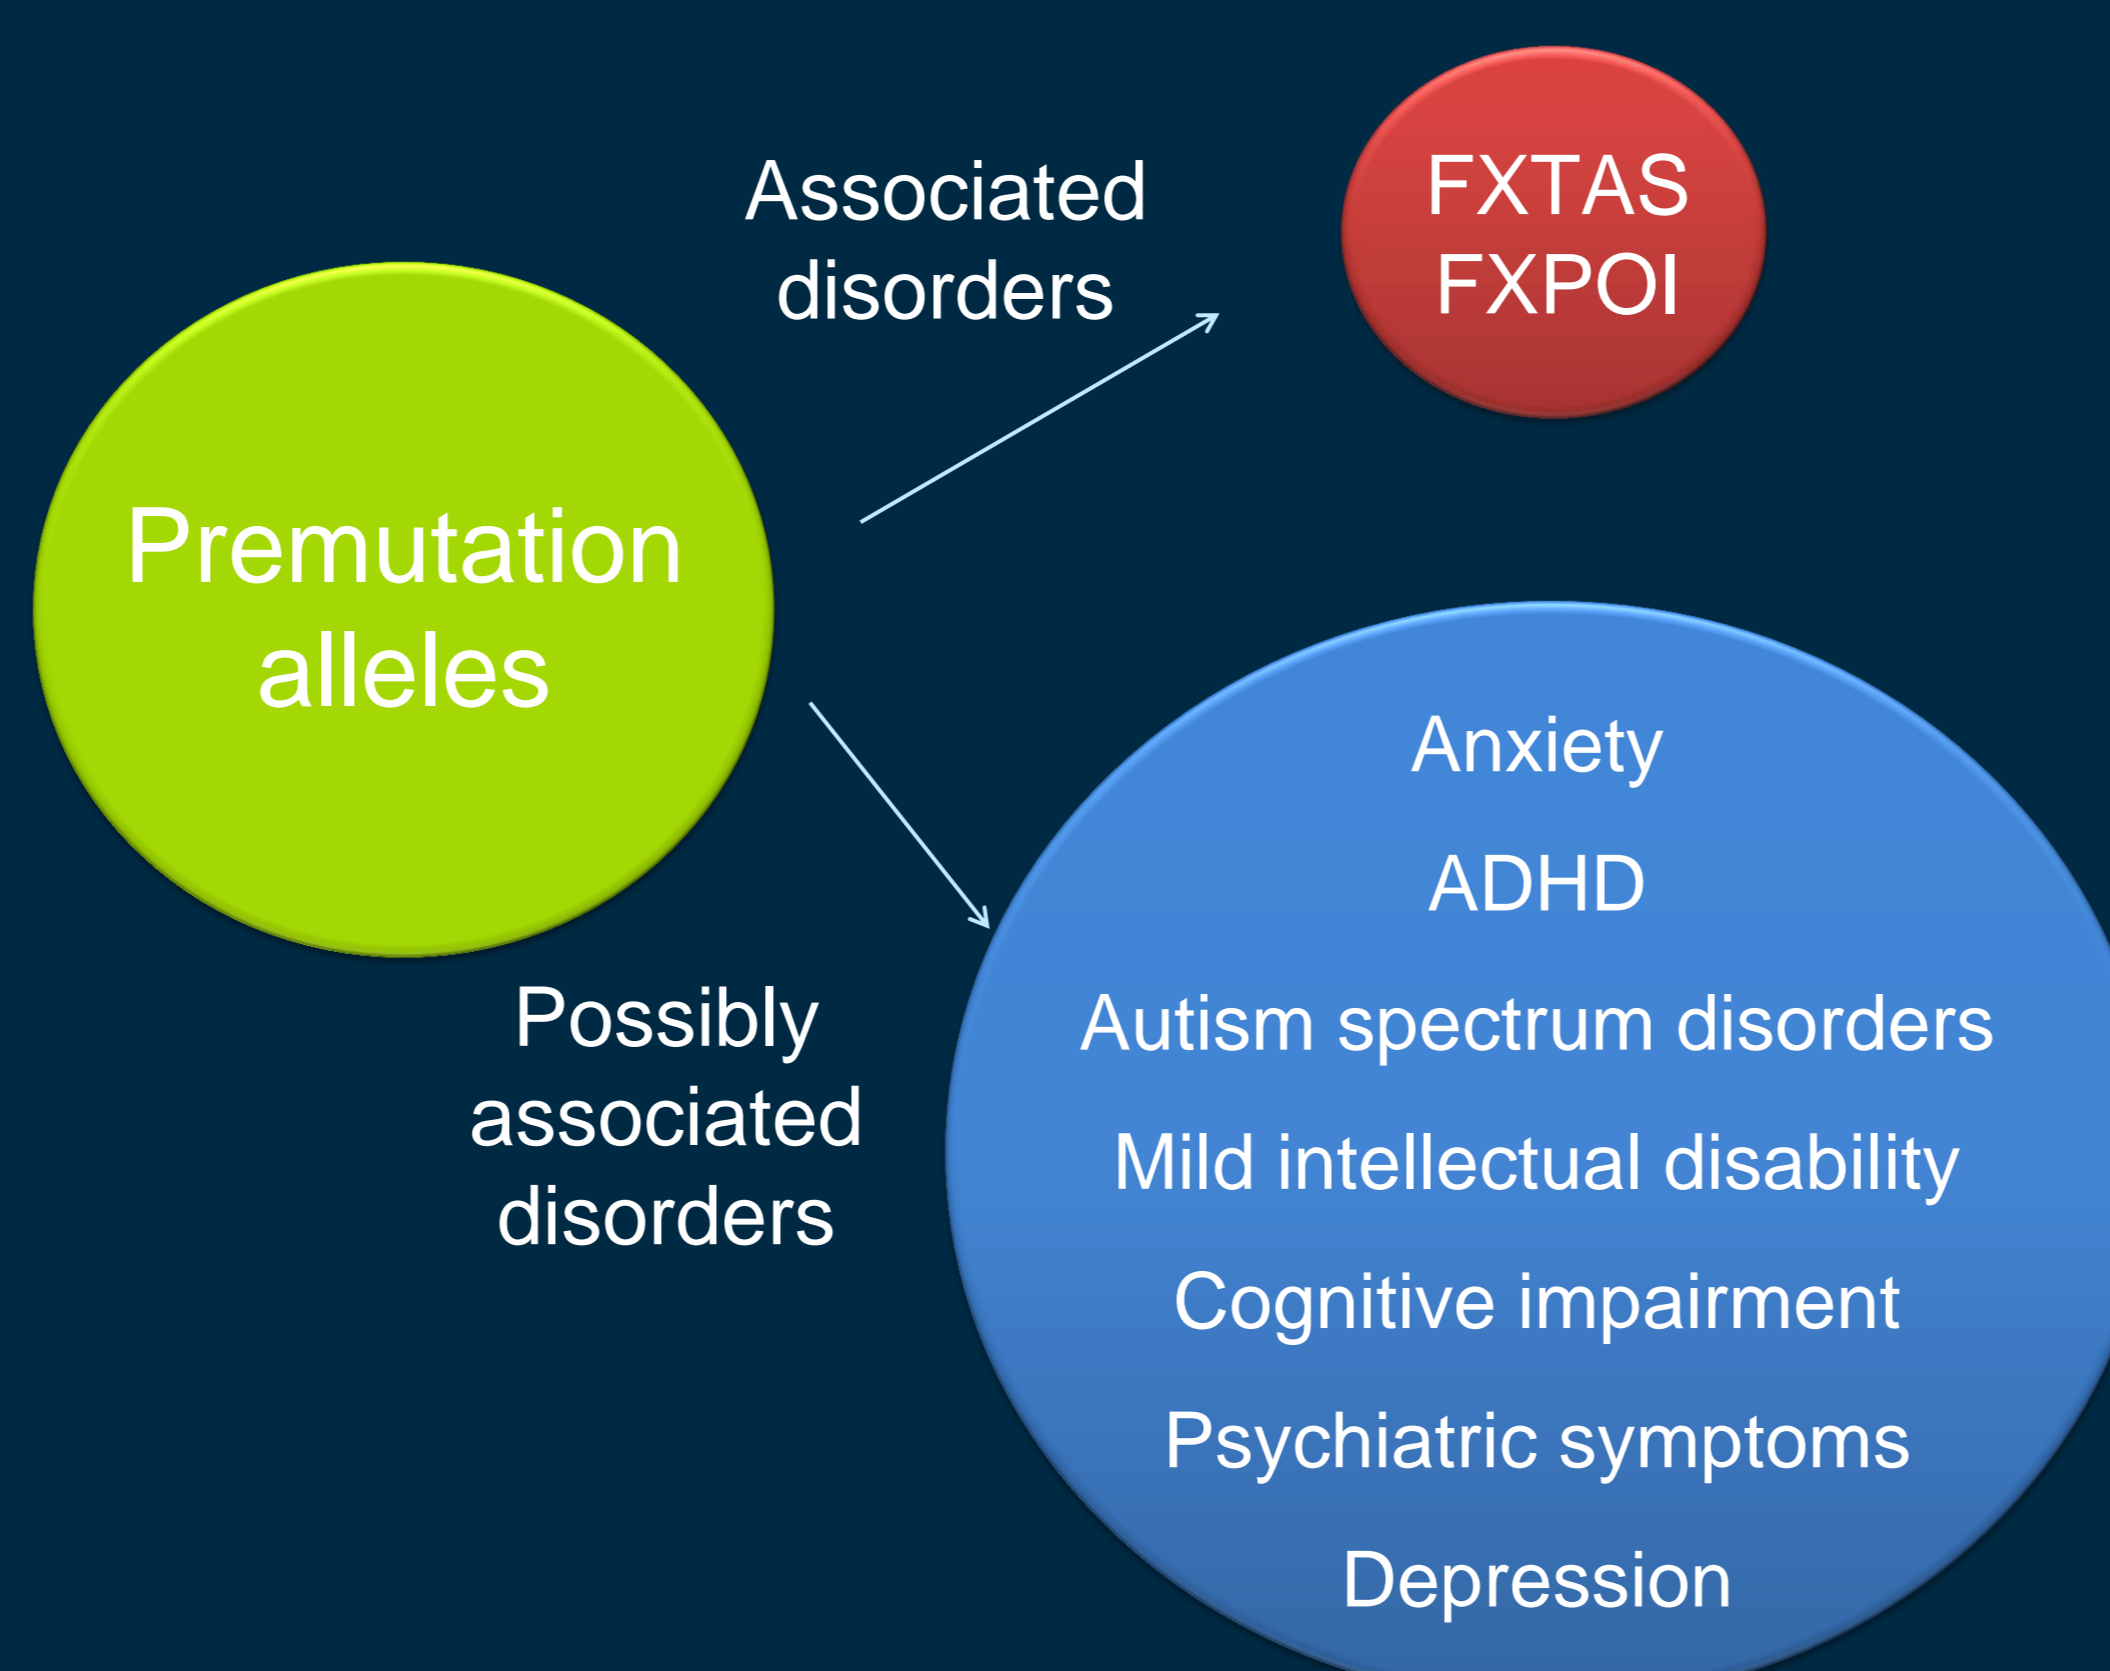 Associated
disorders
FXTAS
FXPOI
Premutation
alleles
Possibly
associated
disorders
Anxiety
ADHD
Autism spectrum disorders
Mild intellectual disability
Cognitive impairment
Psychiatric symptoms
Depression